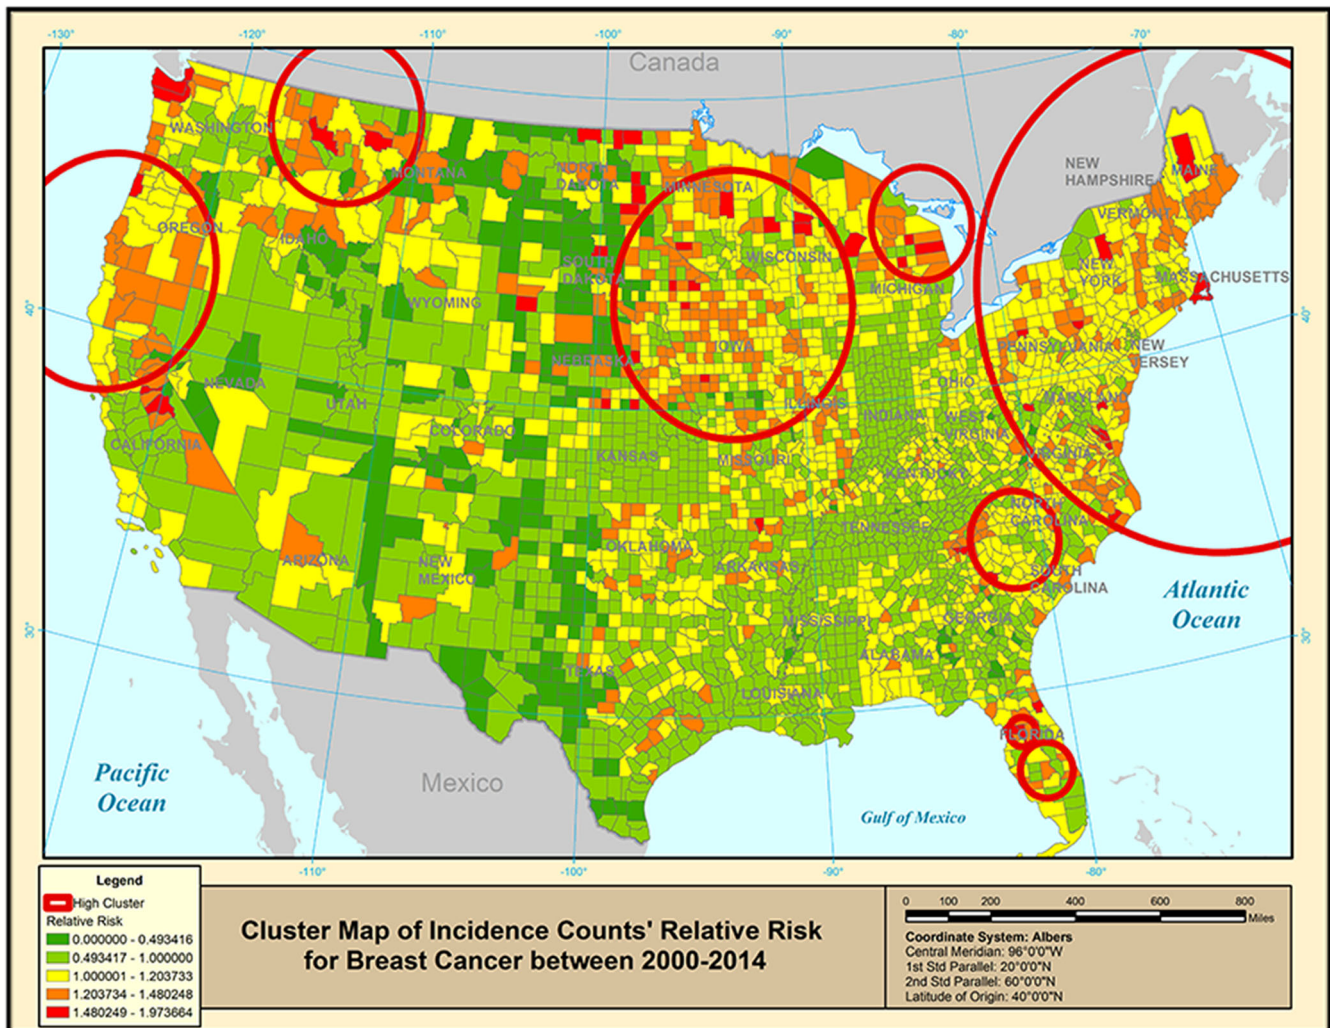 -130°
-120°
-110°
-100°
-90°
-80°
-70°
Canada
WASHINGTON
MONTANA
NORTH
DAKOTA
MINNESOTA
NEW
HAMPSHIRE
MAINE
VERMONT
OREGON
IDAHO
SOUTH
DAKOTA
WISCONSIN
MICHIGAN
NEW
YORK
MASSACHUSETTS
WYOMING
40°
40°
IOWA
NEBRASKA
PENNSYLVANIA
NEW
JERSEY
NEVADA
UTAH
OHIO
MARYLAND
ILLINOIS
INDIANA
WEST
VIRGINIA
CALIFORNIA
COLORADO
KANSAS
MISSOURI
KENTUCKY
VIRGINIA
NORTH
CAROLINA
TENNESSEE
ARIZONA
NEW
MEXICO
OKLAHOMA
ARKANSAS
SOUTH
CAROLINA
Atlantic
Ocean
MISSISSIPPI
GEORGIA
30°
30°
ALABAMA
TEXAS
LOUISIANA
FLORIDA
Pacific
Ocean
Mexico
Gulf of Mexico
-110°
-100°
-90°
-80°
Legend
High Cluster
Relative Risk
0.000000 - 0.493416
0.493417 - 1.000000
1.000001 - 1.203733
1.203734 - 1.480248
1.480249 - 1.973664
Cluster Map of Incidence Counts' Relative Risk
for Breast Cancer between 2000-2014
0 100 200 400 600 800
Miles
Coordinate System: Albers
Central Meridian: 96°0'0"W
1st Std Parallel: 20°0'0"N
2nd Std Parallel: 60°0'0"N
Latitude of Origin: 40°0'0"N